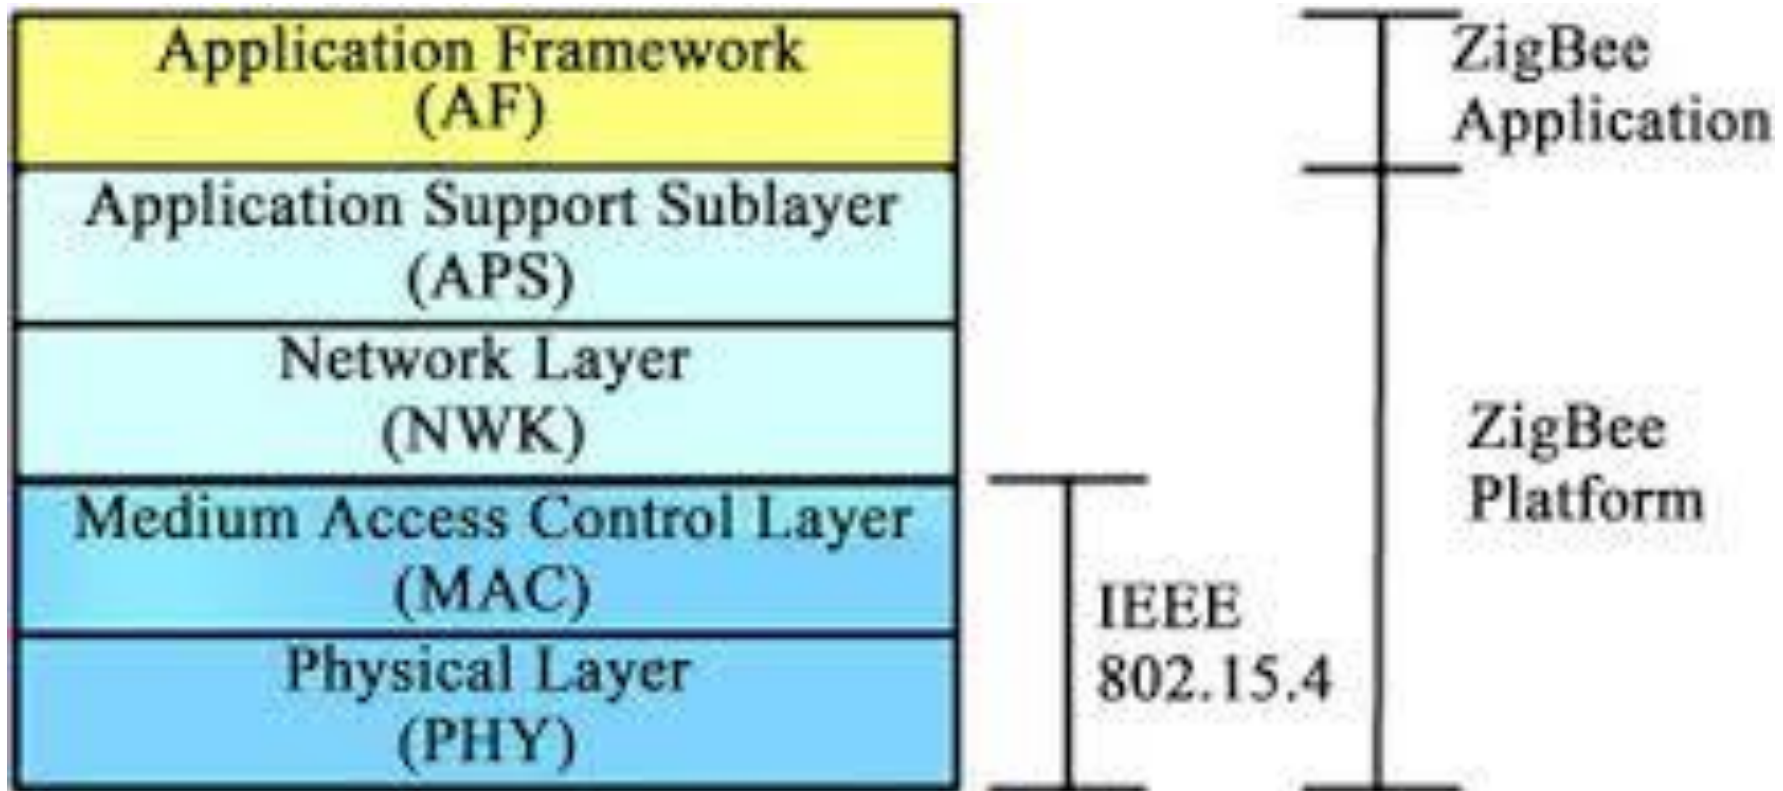 Application Framework
(AF)
Application Support Sublayer
(APS)
Network Layer
(NWK)
Medium Access Control Layer
(MAC)
Physical Layer
(PHY)
IEEE
802.15.4
ZigBee
Application
ZigBee
Platform